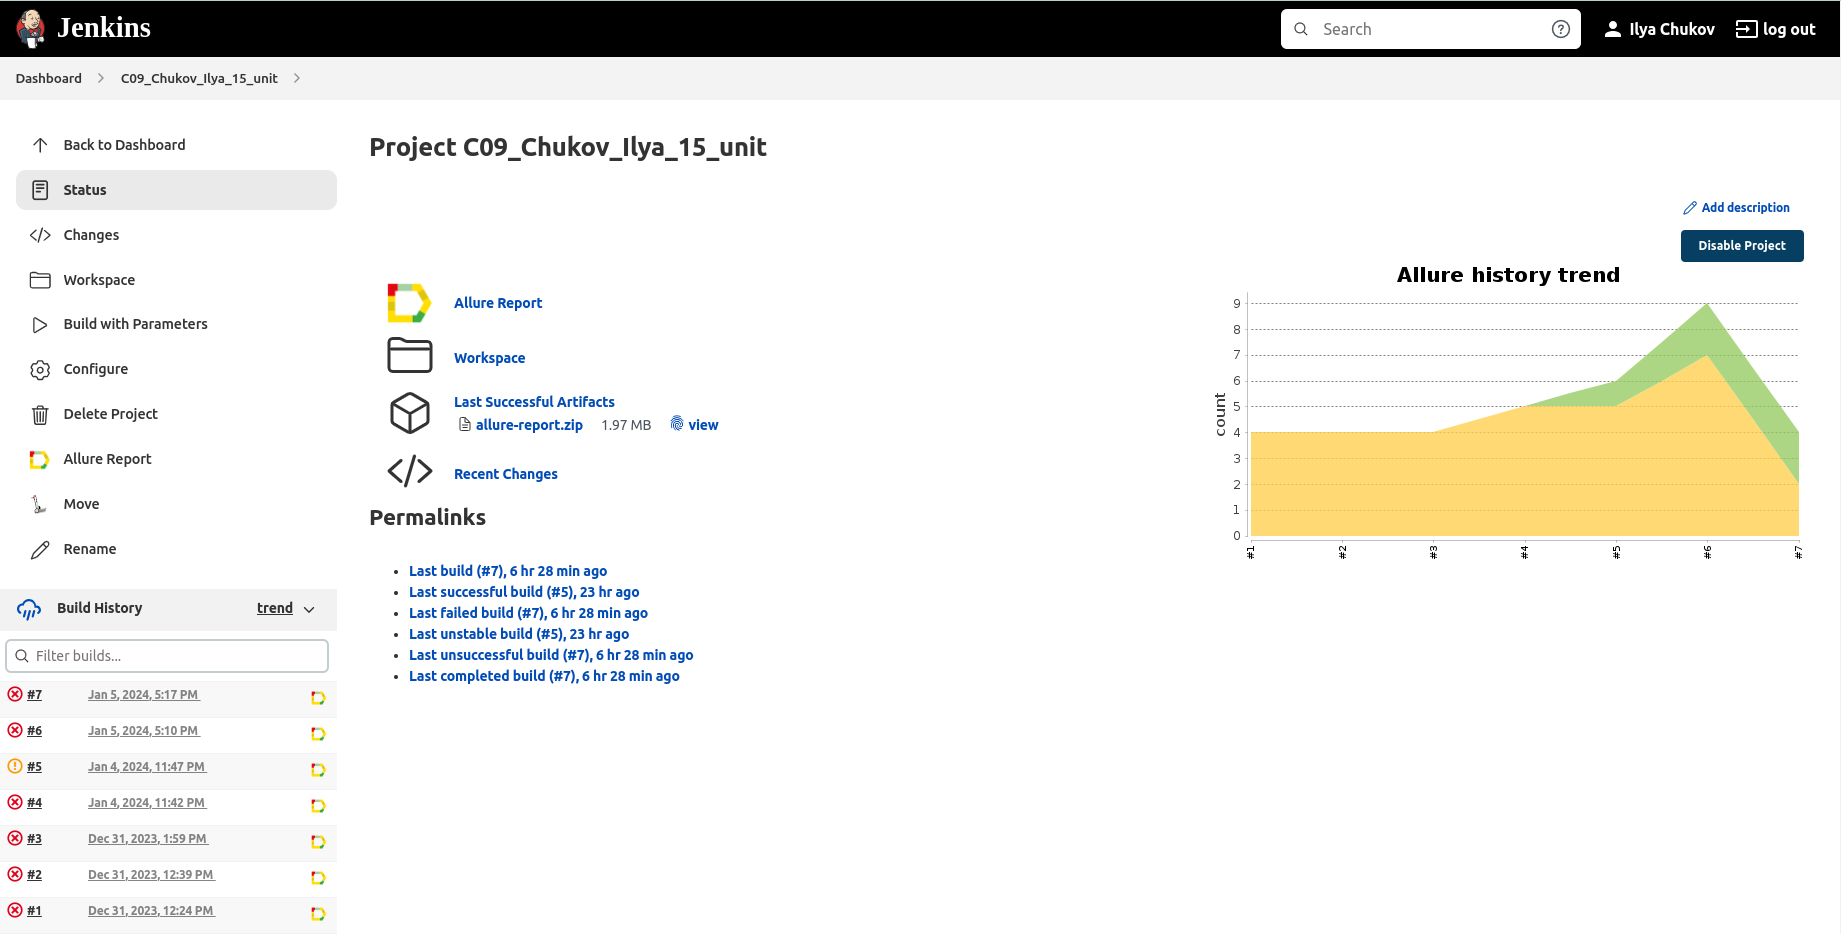 Jenkins
Search
Ilya Chukov
log out
Dashboard
C09_Chukov_Ilya_15_unit
Back to Dashboard
Status
Changes
Workspace
Build with Parameters
Configure
Delete Project
Allure Report
Move
Rename
Build History
trend
Filter builds...
#7 Jan 5, 2024, 5:17 PM
#6 Jan 5, 2024, 5:10 PM
#5 Jan 4, 2024, 11:47 PM
#4 Jan 4, 2024, 11:42 PM
#3 Dec 31, 2023, 1:59 PM
#2 Dec 31, 2023, 12:39 PM
#1 Dec 31, 2023, 12:24 PM
Project C09_Chukov_Ilya_15_unit
Add description
Disable Project
Allure Report
Workspace
Last Successful Artifacts
allure-report.zip 1.97 MB view
Recent Changes
Permalinks
Last build (#7), 6 hr 28 min ago
Last successful build (#5), 23 hr ago
Last failed build (#7), 6 hr 28 min ago
Last unstable build (#5), 23 hr ago
Last unsuccessful build (#7), 6 hr 28 min ago
Last completed build (#7), 6 hr 28 min ago
Allure history trend
count
9
8
7
6
5
4
3
2
1
0
#1
#2
#3
#4
#5
#6
#7